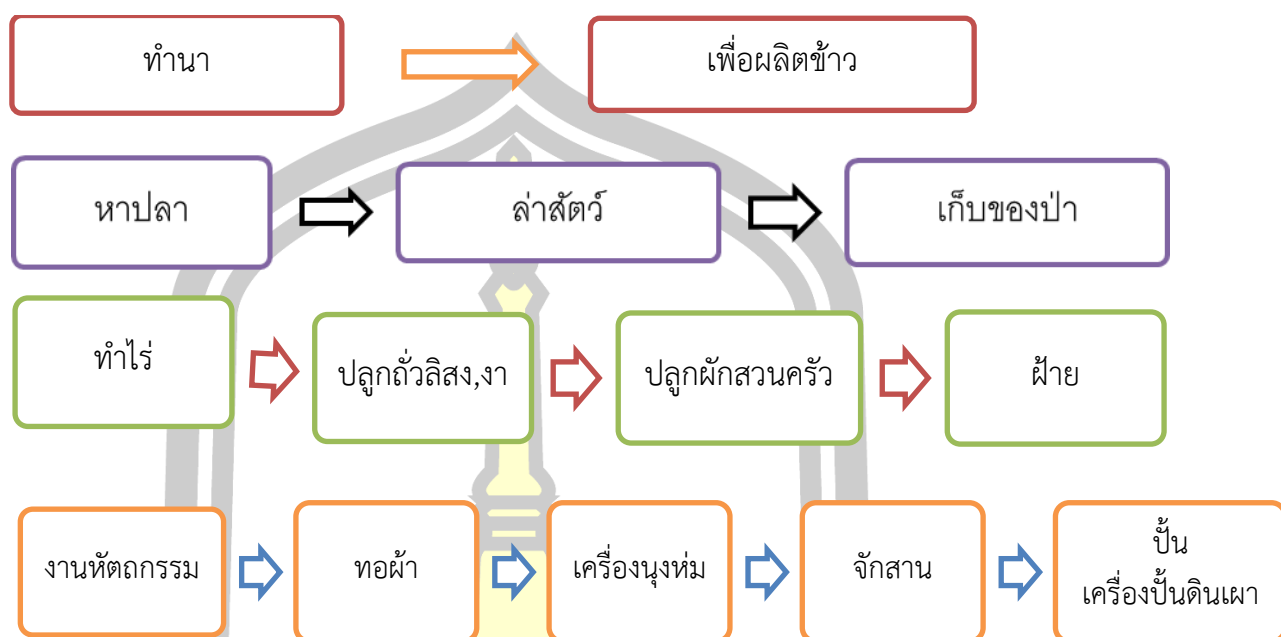 ทำนา
เพื่อผลิตข้าว
หาปลา
ล่าสัตว์
เก็บของป่า
ทำไร่
ปลูกถั่วลิสง,งา
ปลูกผักสวนครัว
ฝ้าย
งานหัตถกรรม
ทอผ้า
เครื่องนุงห่ม
จักสาน
ปั้น
เครื่องปั้นดินเผา